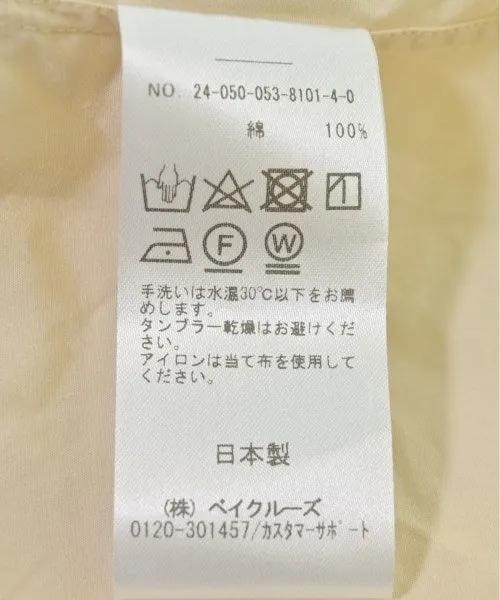 NO. 24-050-053-8101-4-0
綿 100%
F W
手洗いは水温30℃以下をお薦
めします。
タンブラー乾燥はお避けくだ
さい。
アイロンは当て布を使用して
ください。
日本製
(株) ベイクルーズ
0120-301457/カスタマーサポート